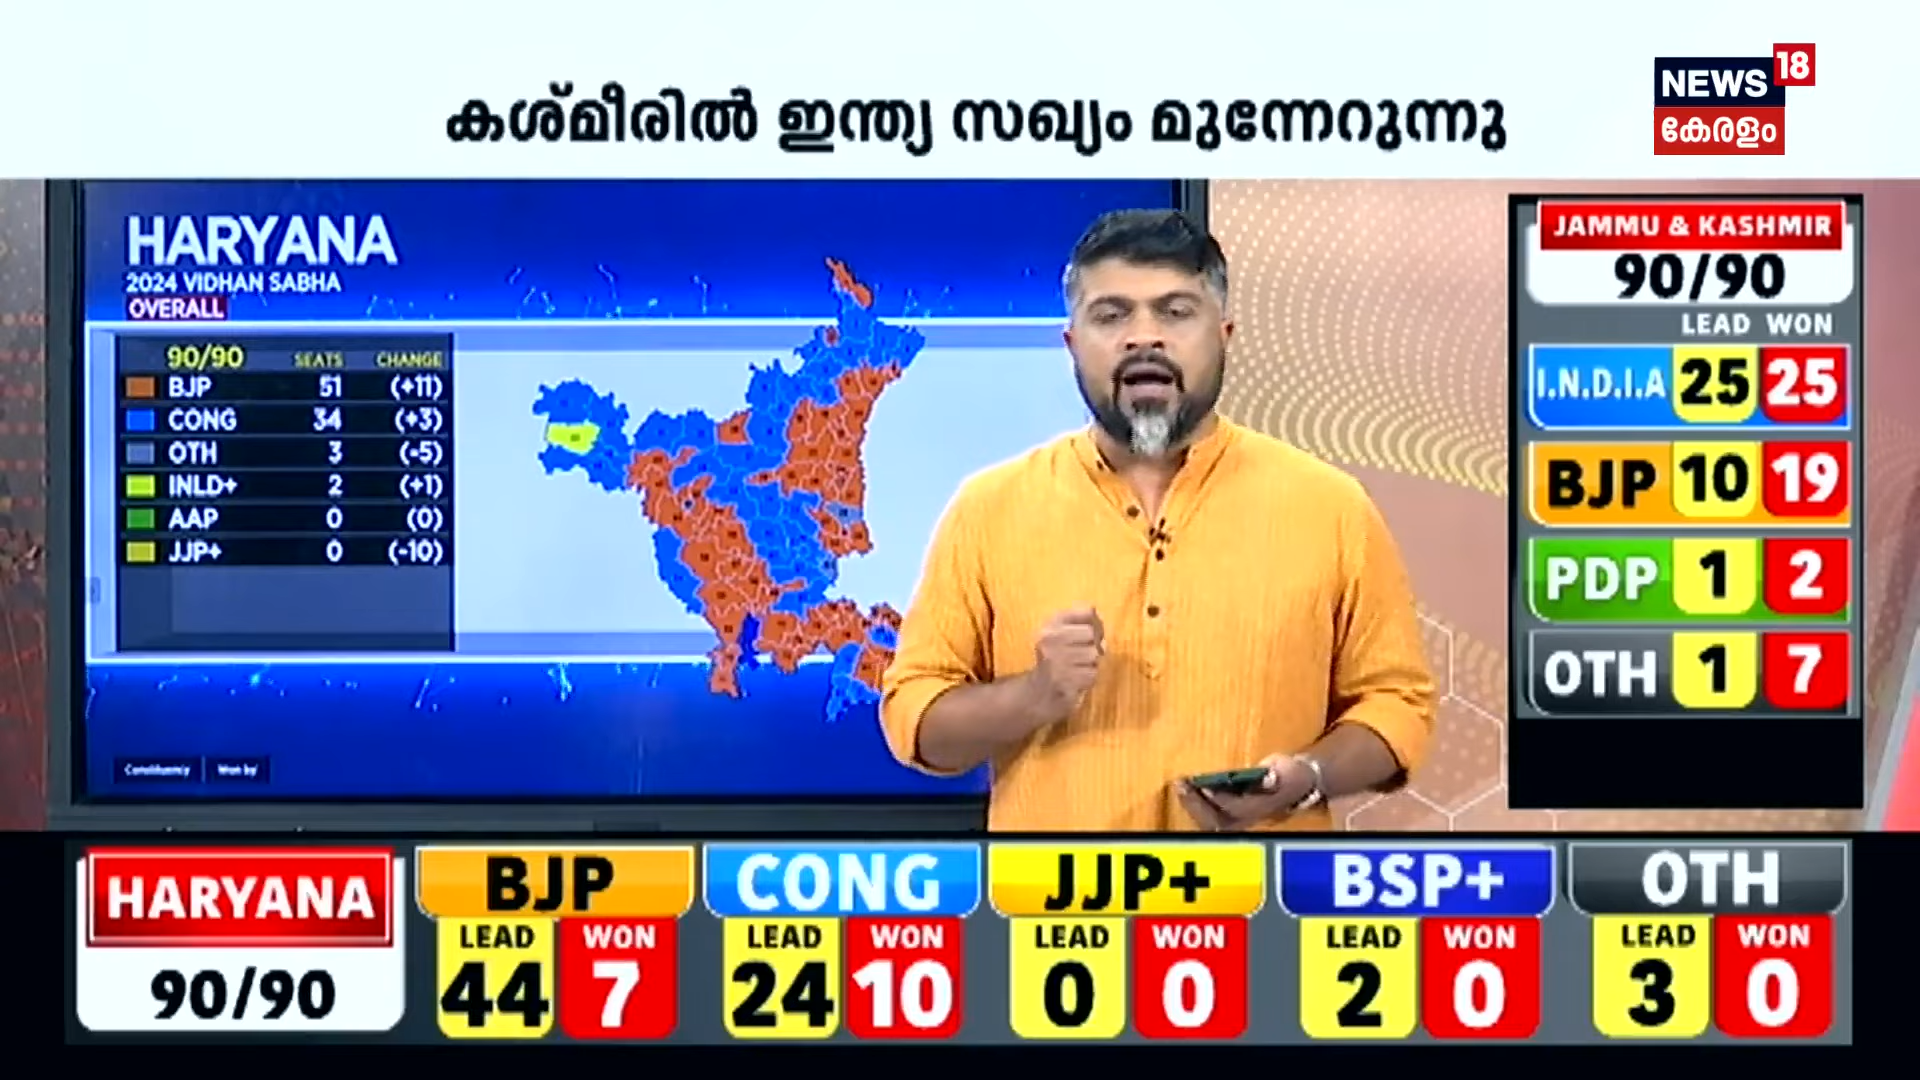 കശ്മീരിൽ ഇന്ത്യ സഖ്യം മുന്നേറുന്നു
NEWS 18
കേരളം
HARYANA
2024 VIDHAN SABHA
OVERALL
90/90 SEATS CHANGE
BJP 51 (+11)
CONG 34 (+3)
OTH 3 (-5)
INLD+ 2 (+1)
AAP 0 (0)
JJP+ 0 (-10)
Constituency Won by
JAMMU & KASHMIR
90/90
LEAD WON
I.N.D.I.A 25 25
BJP 10 19
PDP 1 2
OTH 1 7
HARYANA
90/90
BJP
LEAD WON
44 7
CONG
LEAD WON
24 10
JJP+
LEAD WON
0 0
BSP+
LEAD WON
2 0
OTH
LEAD WON
3 0